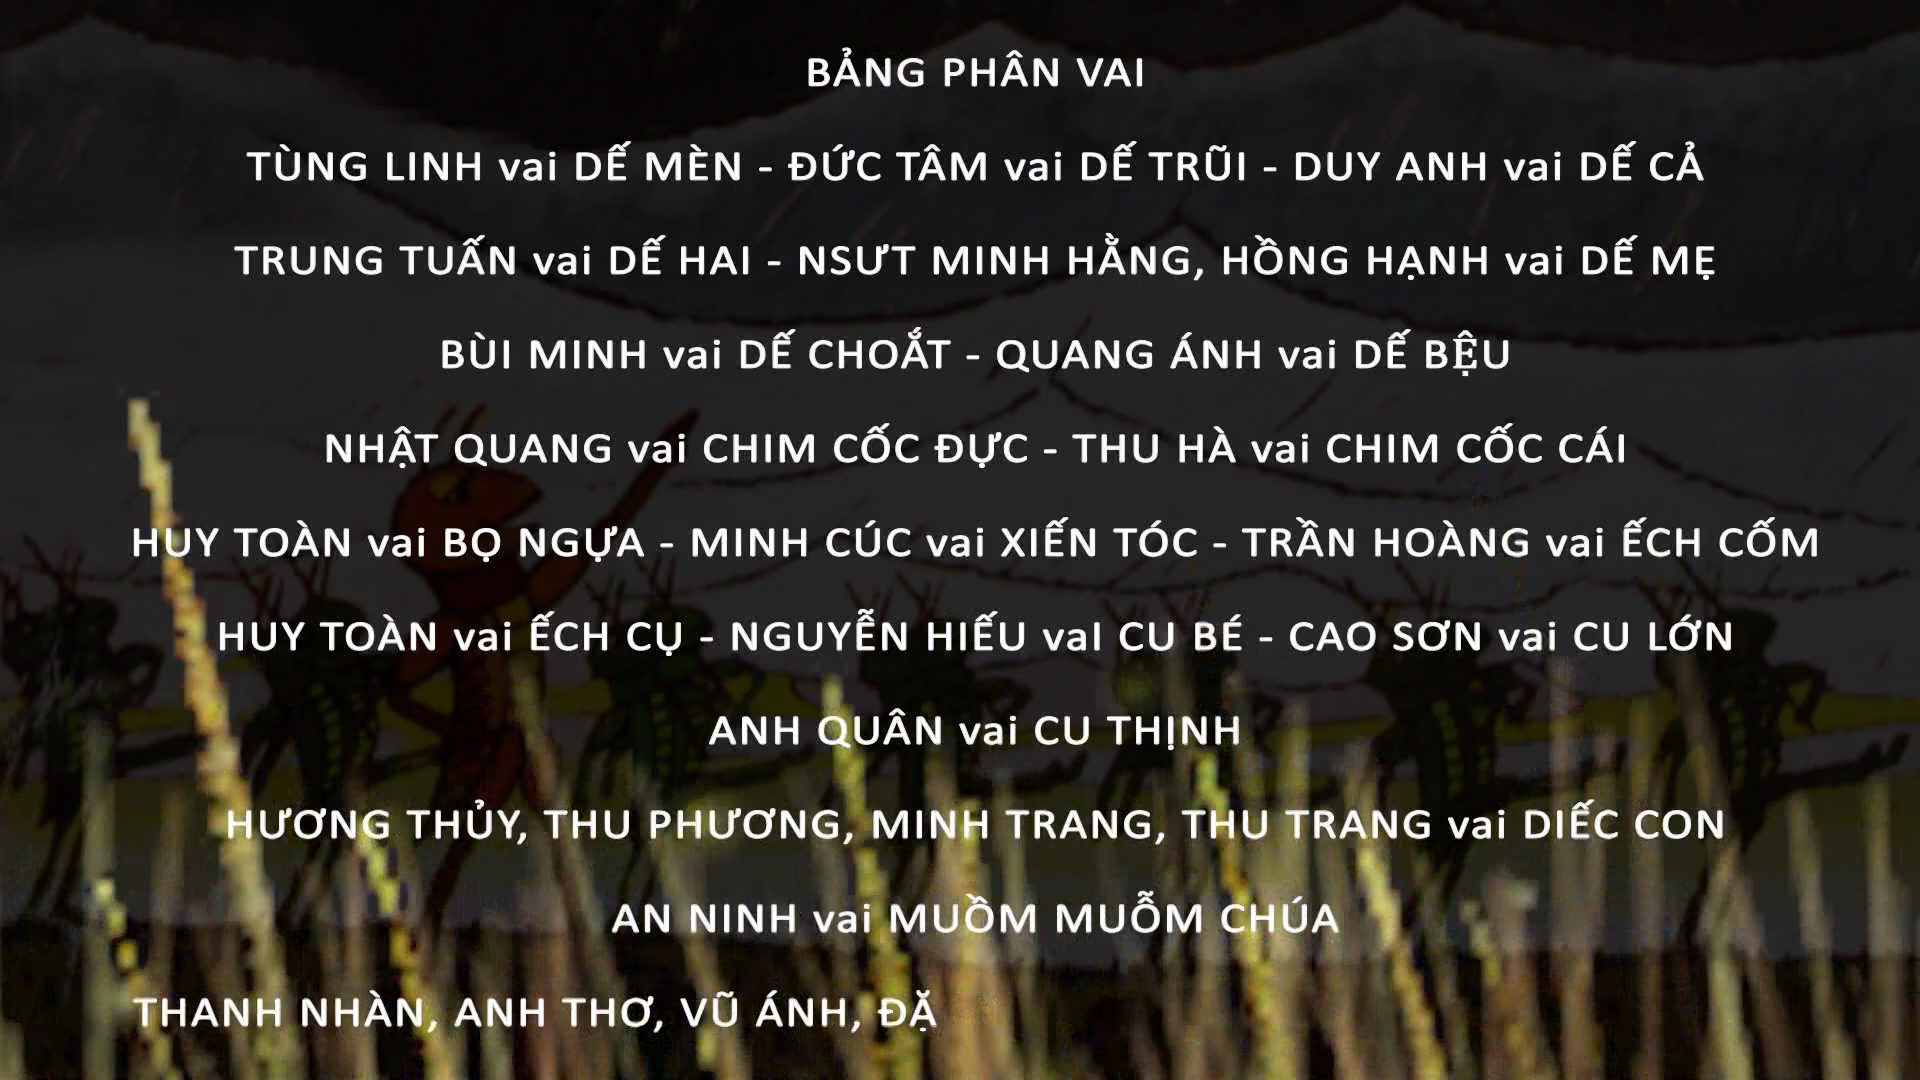 BẢNG PHÂN VAI
TÙNG LINH vai DẾ MÈN - ĐỨC TÂM vai DẾ TRŨI - DUY ANH vai DẾ CẢ
TRUNG TUẤN vai DẾ HAI - NSƯT MINH HẰNG, HỒNG HẠNH vai DẾ MẸ
BÙI MINH vai DẾ CHOẮT - QUANG ÁNH vai DẾ BỆU
NHẬT QUANG vai CHIM CỐC ĐỰC - THU HÀ vai CHIM CỐC CÁI
HUY TOÀN vai BỌ NGỰA - MINH CÚC vai XIẾN TÓC - TRẦN HOÀNG vai ẾCH CỐM
HUY TOÀN vai ẾCH CỤ - NGUYỄN HIẾU vaI CU BÉ - CAO SƠN vai CU LỚN
ANH QUÂN vai CU THỊNH
HƯƠNG THỦY, THU PHƯƠNG, MINH TRANG, THU TRANG vai DIẾC CON
AN NINH vai MUỒM MUỖM CHÚA
THANH NHÀN, ANH THƠ, VŨ ÁNH, ĐẶ